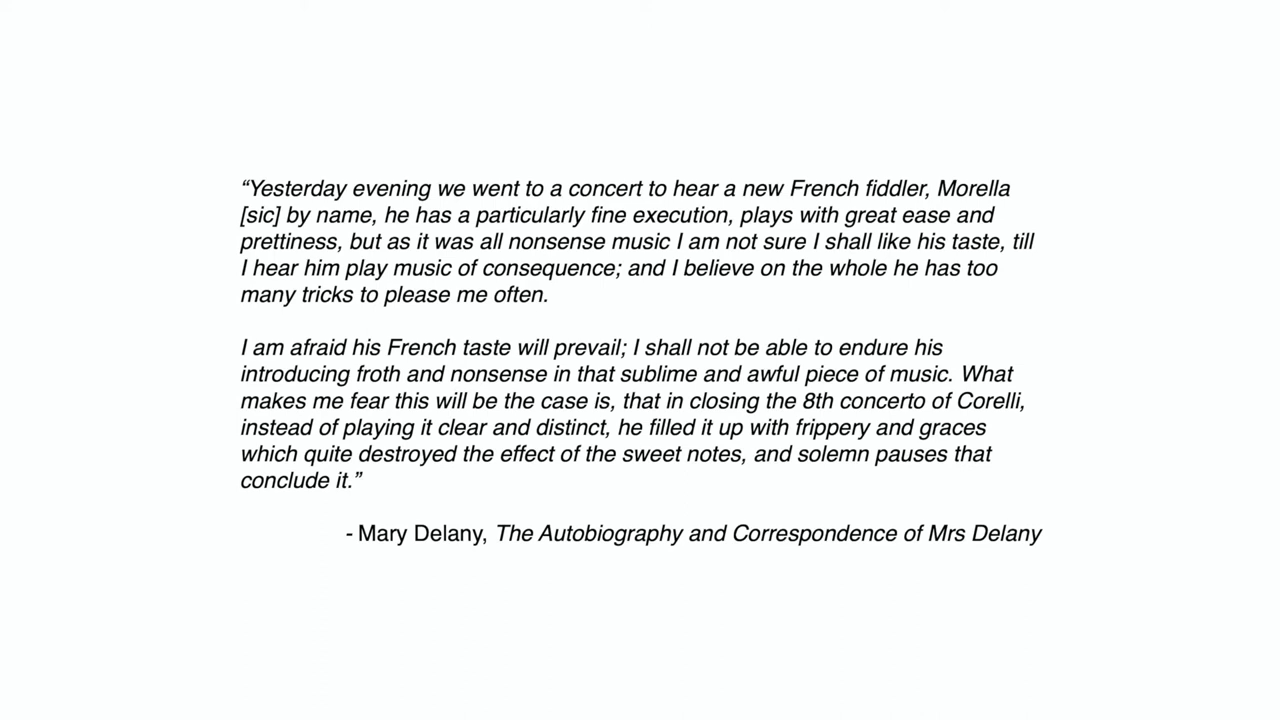 “Yesterday evening we went to a concert to hear a new French fiddler, Morella
[sic] by name, he has a particularly fine execution, plays with great ease and
prettiness, but as it was all nonsense music I am not sure I shall like his taste, till
I hear him play music of consequence; and I believe on the whole he has too
many tricks to please me often.
I am afraid his French taste will prevail; I shall not be able to endure his
introducing froth and nonsense in that sublime and awful piece of music. What
makes me fear this will be the case is, that in closing the 8th concerto of Corelli,
instead of playing it clear and distinct, he filled it up with frippery and graces
which quite destroyed the effect of the sweet notes, and solemn pauses that
conclude it.”
- Mary Delany, The Autobiography and Correspondence of Mrs Delany